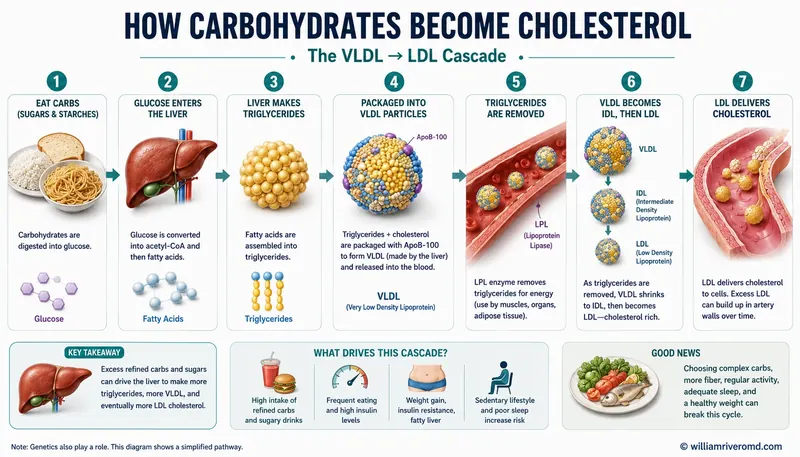 HOW CARBOHYDRATES BECOME CHOLESTEROL
The VLDL → LDL Cascade
1
EAT CARBS
(SUGARS & STARCHES)
Carbohydrates are
digested into glucose.
Glucose
2
GLUCOSE ENTERS
THE LIVER
Glucose is converted
into acetyl-CoA and
then fatty acids.
Fatty Acids
3
LIVER MAKES
TRIGLYCERIDES
Fatty acids are
assembled into
triglycerides.
Triglycerides
4
PACKAGED INTO
VLDL PARTICLES
ApoB-100
Triglycerides + cholesterol
are packaged with ApoB-100
to form VLDL (made by the liver)
and released into the blood.
VLDL
(Very Low Density Lipoprotein)
5
TRIGLYCERIDES
ARE REMOVED
LPL
(Lipoprotein
Lipase)
LPL enzyme removes
triglycerides for energy
(use by muscles, organs,
adipose tissue).
6
VLDL BECOMES
IDL, THEN LDL
VLDL
IDL
(Intermediate
Density
Lipoprotein)
LDL
(Low Density
Lipoprotein)
As triglycerides are
removed, VLDL shrinks
to IDL, then becomes
LDL—cholesterol rich.
7
LDL DELIVERS
CHOLESTEROL
LDL delivers cholesterol
to cells. Excess LDL
can build up in artery
walls over time.
KEY TAKEAWAY
Excess refined carbs and sugars
can drive the liver to make more
triglycerides, more VLDL, and
eventually more LDL cholesterol.
WHAT DRIVES THIS CASCADE?
High intake of
refined carbs
and sugary drinks
Frequent eating
and high insulin
levels
Weight gain,
insulin resistance,
fatty liver
Sedentary lifestyle
and poor sleep
increase risk
GOOD NEWS
Choosing complex carbs,
more fiber, regular activity,
adequate sleep, and
a healthy weight can
break this cycle.
Note: Genetics also play a role. This diagram shows a simplified pathway.
© williamriveromd.com